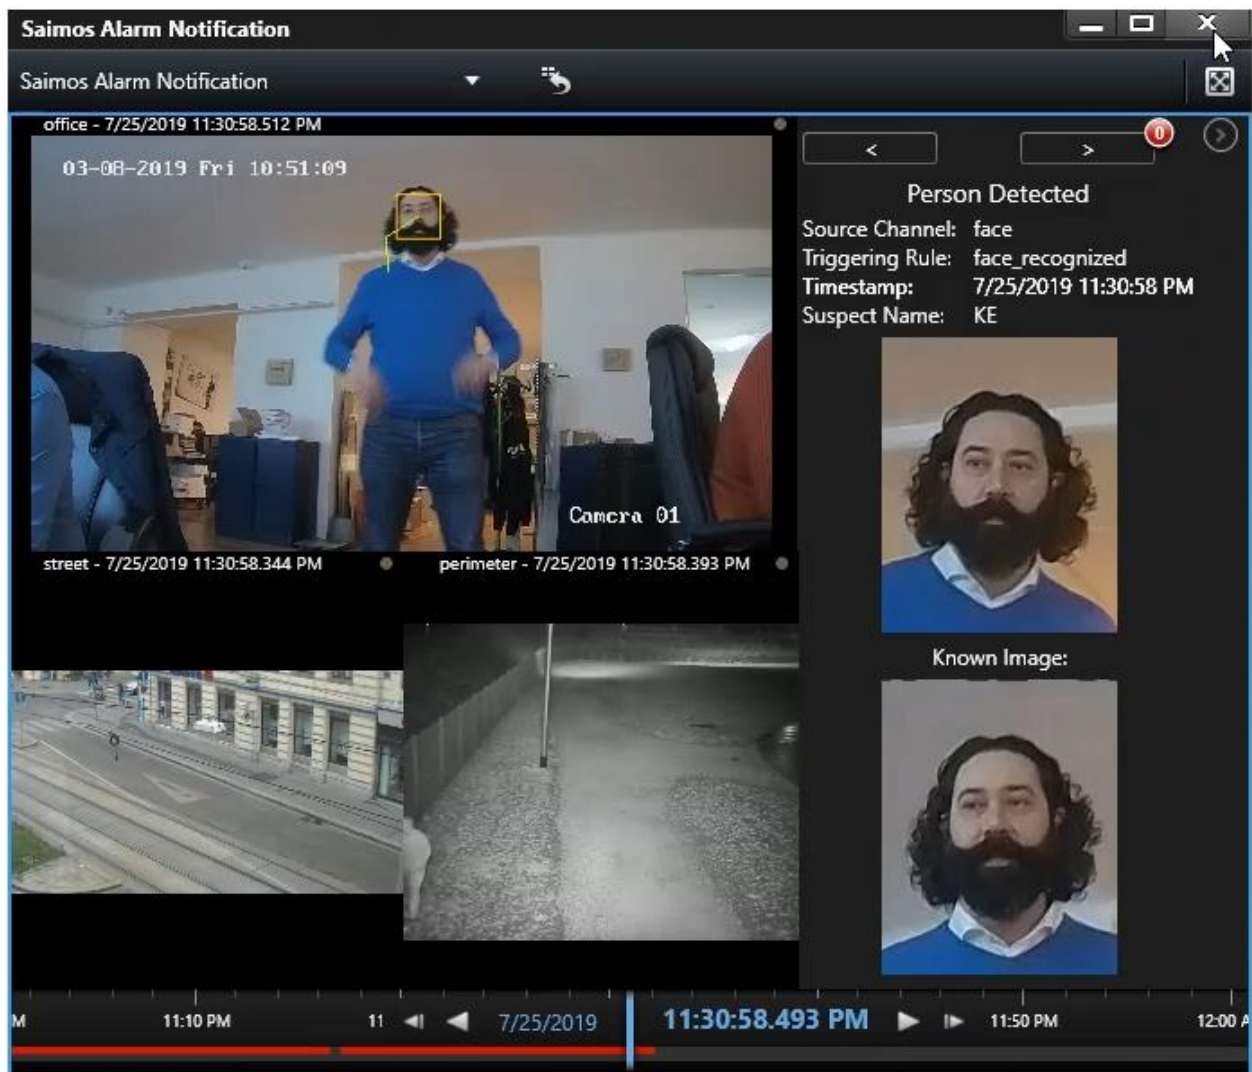 Saimos Alarm Notification
Saimos Alarm Notification
office - 7/25/2019 11:30:58.512 PM
03-08-2019 Fri 10:51:09
Camera 01
street - 7/25/2019 11:30:58.344 PM
perimeter - 7/25/2019 11:30:58.393 PM
< > 0
Person Detected
Source Channel: face
Triggering Rule: face_recognized
Timestamp: 7/25/2019 11:30:58 PM
Suspect Name: KE
Known Image:
M 11:10 PM 11 7/25/2019 11:30:58.493 PM 11:50 PM 12:00 A